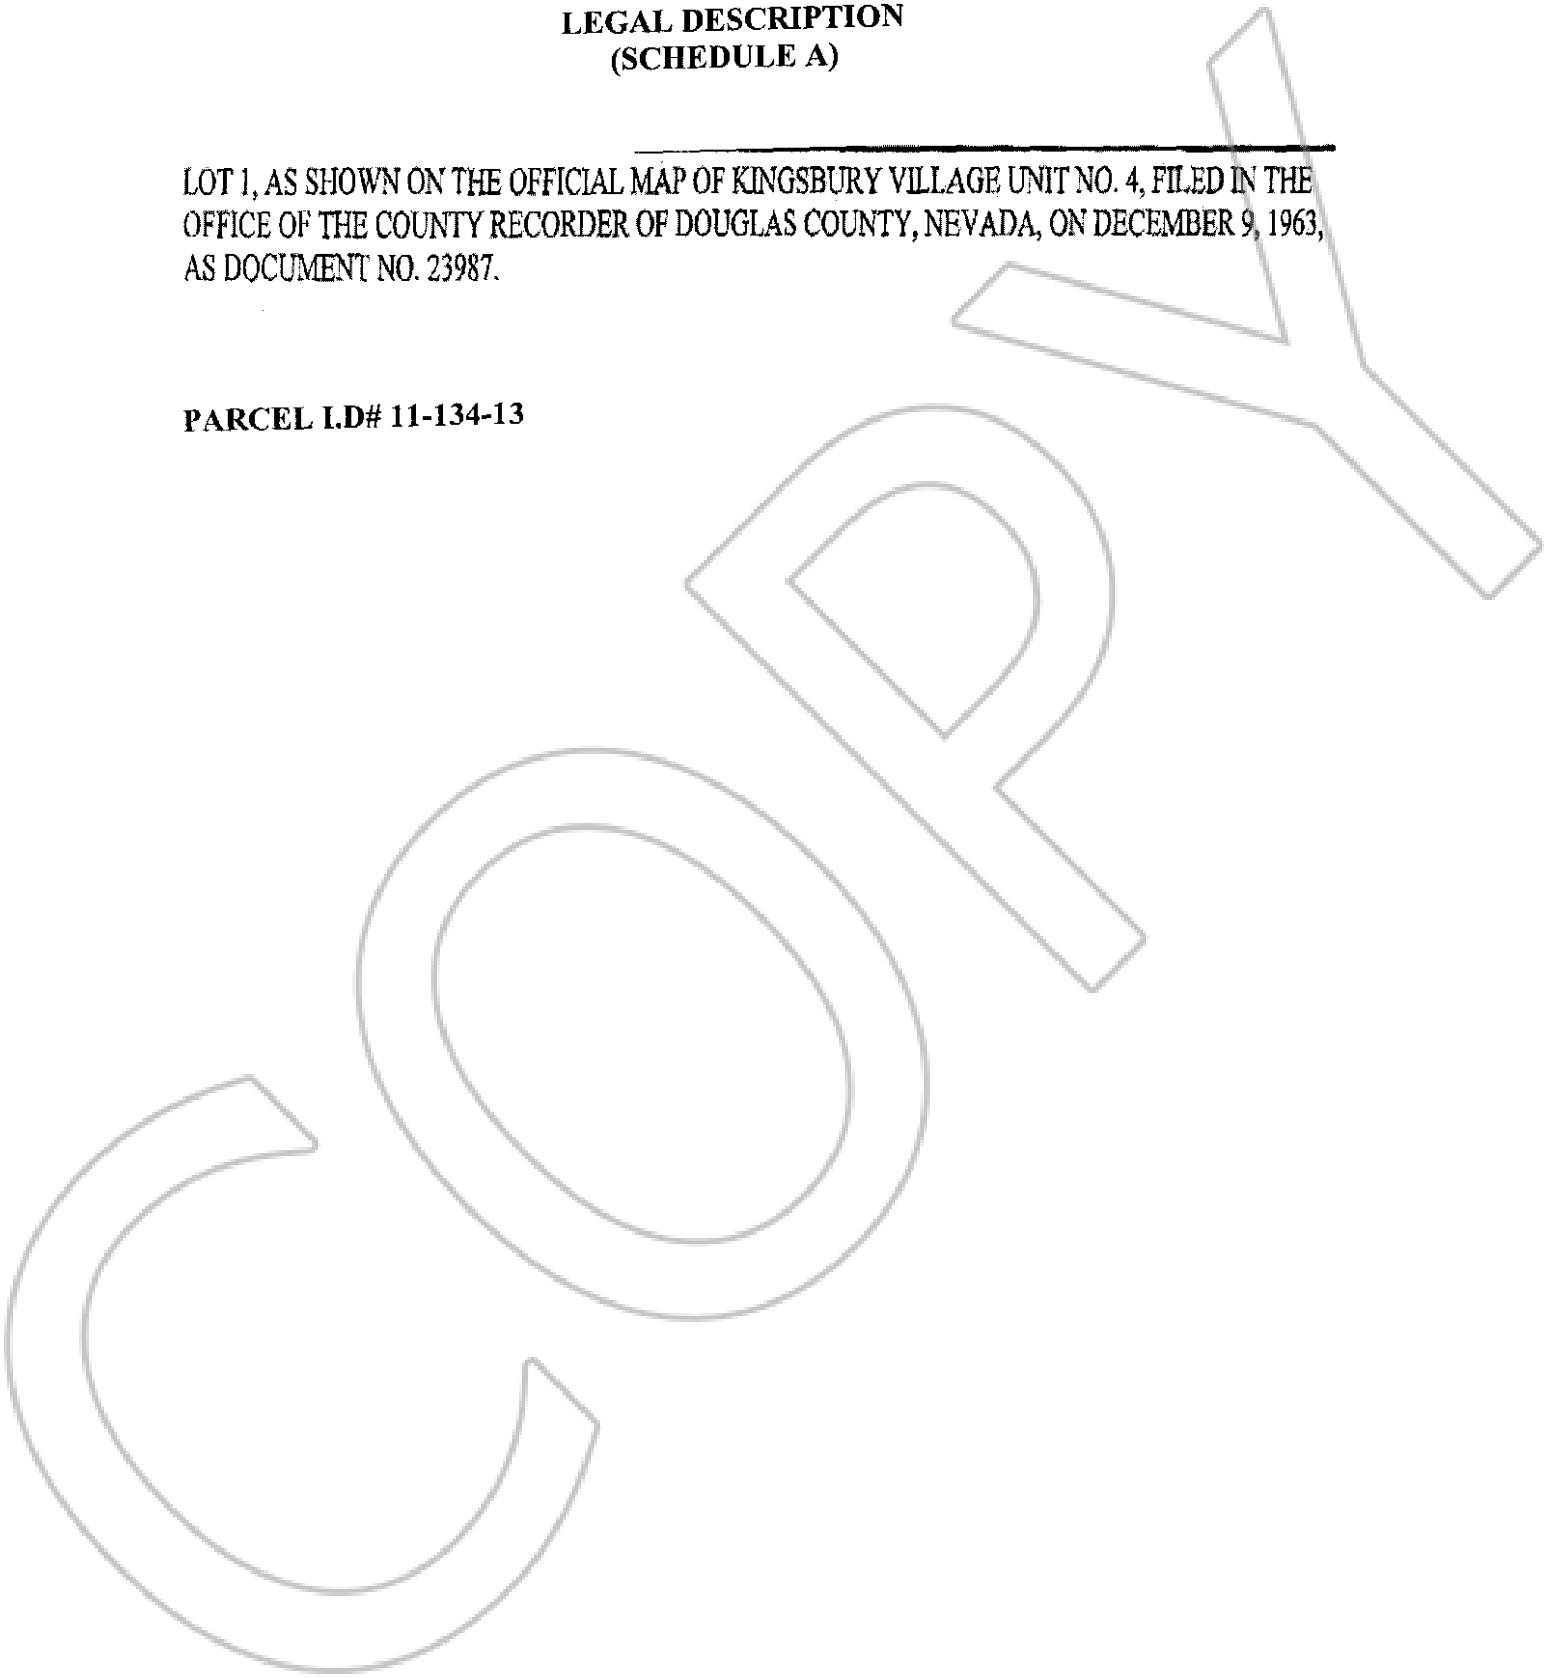 LEGAL DESCRIPTION
(SCHEDULE A)
LOT 1, AS SHOWN ON THE OFFICIAL MAP OF KINGSBURY VILLAGE UNIT NO. 4, FILED IN THE
OFFICE OF THE COUNTY RECORDER OF DOUGLAS COUNTY, NEVADA, ON DECEMBER 9, 1963,
AS DOCUMENT NO. 23987.
PARCEL I.D# 11-134-13
COPY